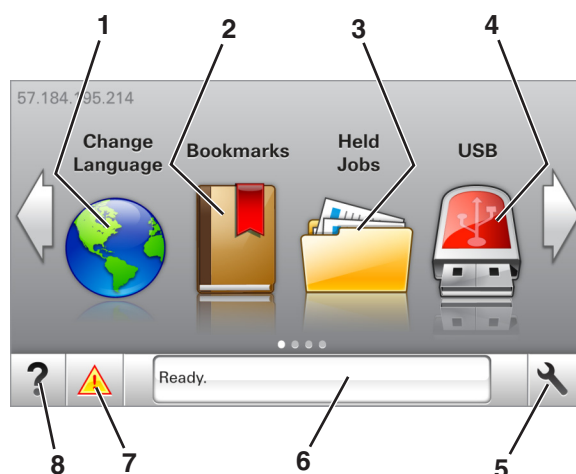 1 2 3 4
57.184.195.214
Change
Language
Bookmarks
Held
Jobs
USB
? Ready.
8 7 6 5